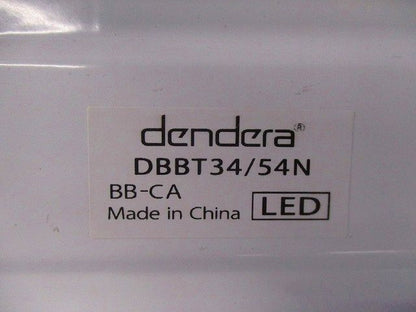 dendera®
DBBT34/54N
BB-CA
Made in China LED